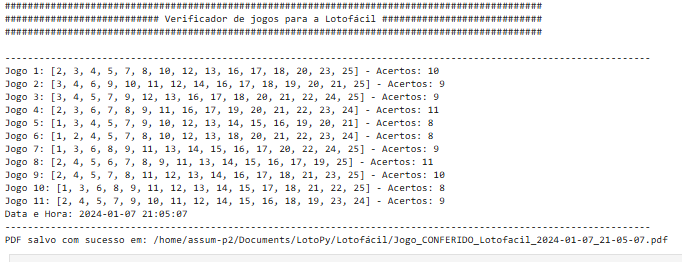 ###############################################################################################
########################### Verificador de jogos para a Lotofácil ############################
###############################################################################################
-----------------------------------------------------------------------------------------------------------------
Jogo 1: [2, 3, 4, 5, 7, 8, 10, 12, 13, 16, 17, 18, 20, 23, 25] - Acertos: 10
Jogo 2: [3, 4, 6, 9, 10, 11, 12, 14, 16, 17, 18, 19, 20, 21, 25] - Acertos: 9
Jogo 3: [3, 4, 5, 7, 9, 12, 13, 16, 17, 18, 20, 21, 22, 24, 25] - Acertos: 9
Jogo 4: [2, 3, 6, 7, 8, 9, 11, 16, 17, 19, 20, 21, 22, 23, 24] - Acertos: 11
Jogo 5: [1, 3, 4, 5, 7, 9, 10, 12, 13, 14, 15, 16, 19, 20, 21] - Acertos: 8
Jogo 6: [1, 2, 4, 5, 7, 8, 10, 12, 13, 18, 20, 21, 22, 23, 24] - Acertos: 8
Jogo 7: [1, 3, 6, 8, 9, 11, 13, 14, 15, 16, 17, 20, 22, 24, 25] - Acertos: 9
Jogo 8: [2, 4, 5, 6, 7, 8, 9, 11, 13, 14, 15, 16, 17, 19, 25] - Acertos: 11
Jogo 9: [2, 4, 5, 7, 8, 11, 12, 13, 14, 16, 17, 18, 21, 23, 25] - Acertos: 10
Jogo 10: [1, 3, 6, 8, 9, 11, 12, 13, 14, 15, 17, 18, 21, 22, 25] - Acertos: 8
Jogo 11: [2, 4, 5, 7, 9, 10, 11, 12, 14, 15, 16, 18, 19, 23, 24] - Acertos: 9
Data e Hora: 2024-01-07 21:05:07
-----------------------------------------------------------------------------------------------------------------
PDF salvo com sucesso em: /home/assum-p2/Documents/LotoPy/Lotofácil/Jogo_CONFERIDO_Lotofacil_2024-01-07_21-05-07.pdf